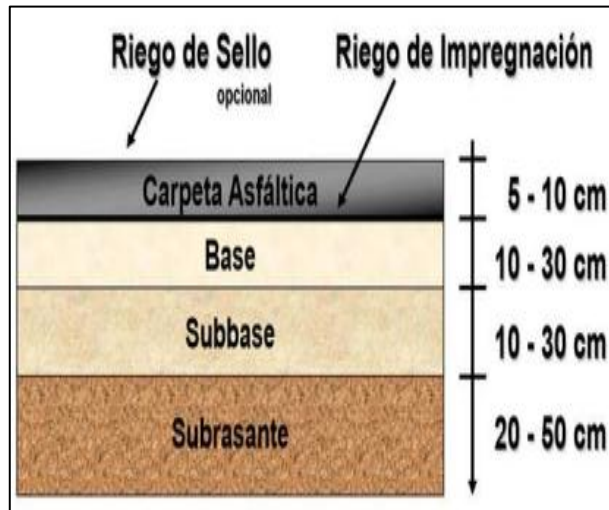 Riego de Sello
opcional
Riego de Impregnación
Carpeta Asfáltica
5 - 10 cm
Base
10 - 30 cm
Subbase
10 - 30 cm
Subrasante
20 - 50 cm